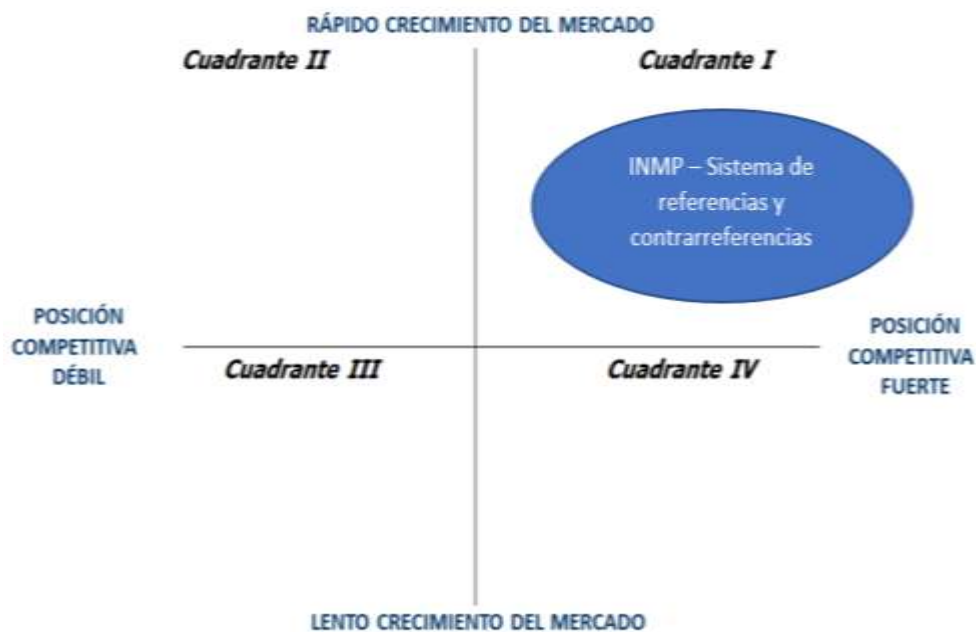 RÁPIDO CRECIMIENTO DEL MERCADO
Cuadrante II
Cuadrante I
INMP – Sistema de
referencias y
contrarreferencias
POSICIÓN
COMPETITIVA
DÉBIL
POSICIÓN
COMPETITIVA
FUERTE
Cuadrante III
Cuadrante IV
LENTO CRECIMIENTO DEL MERCADO